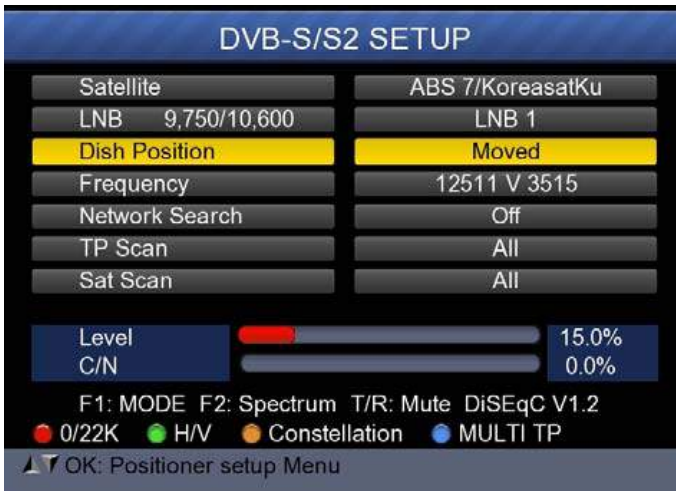 DVB-S/S2 SETUP
Satellite ABS 7/KoreasatKu
LNB 9,750/10,600 LNB 1
Dish Position Moved
Frequency 12511 V 3515
Network Search Off
TP Scan All
Sat Scan All
Level 15.0%
C/N 0.0%
F1: MODE F2: Spectrum T/R: Mute DiSEqC V1.2
0/22K H/V Constellation MULTI TP
OK: Positioner setup Menu